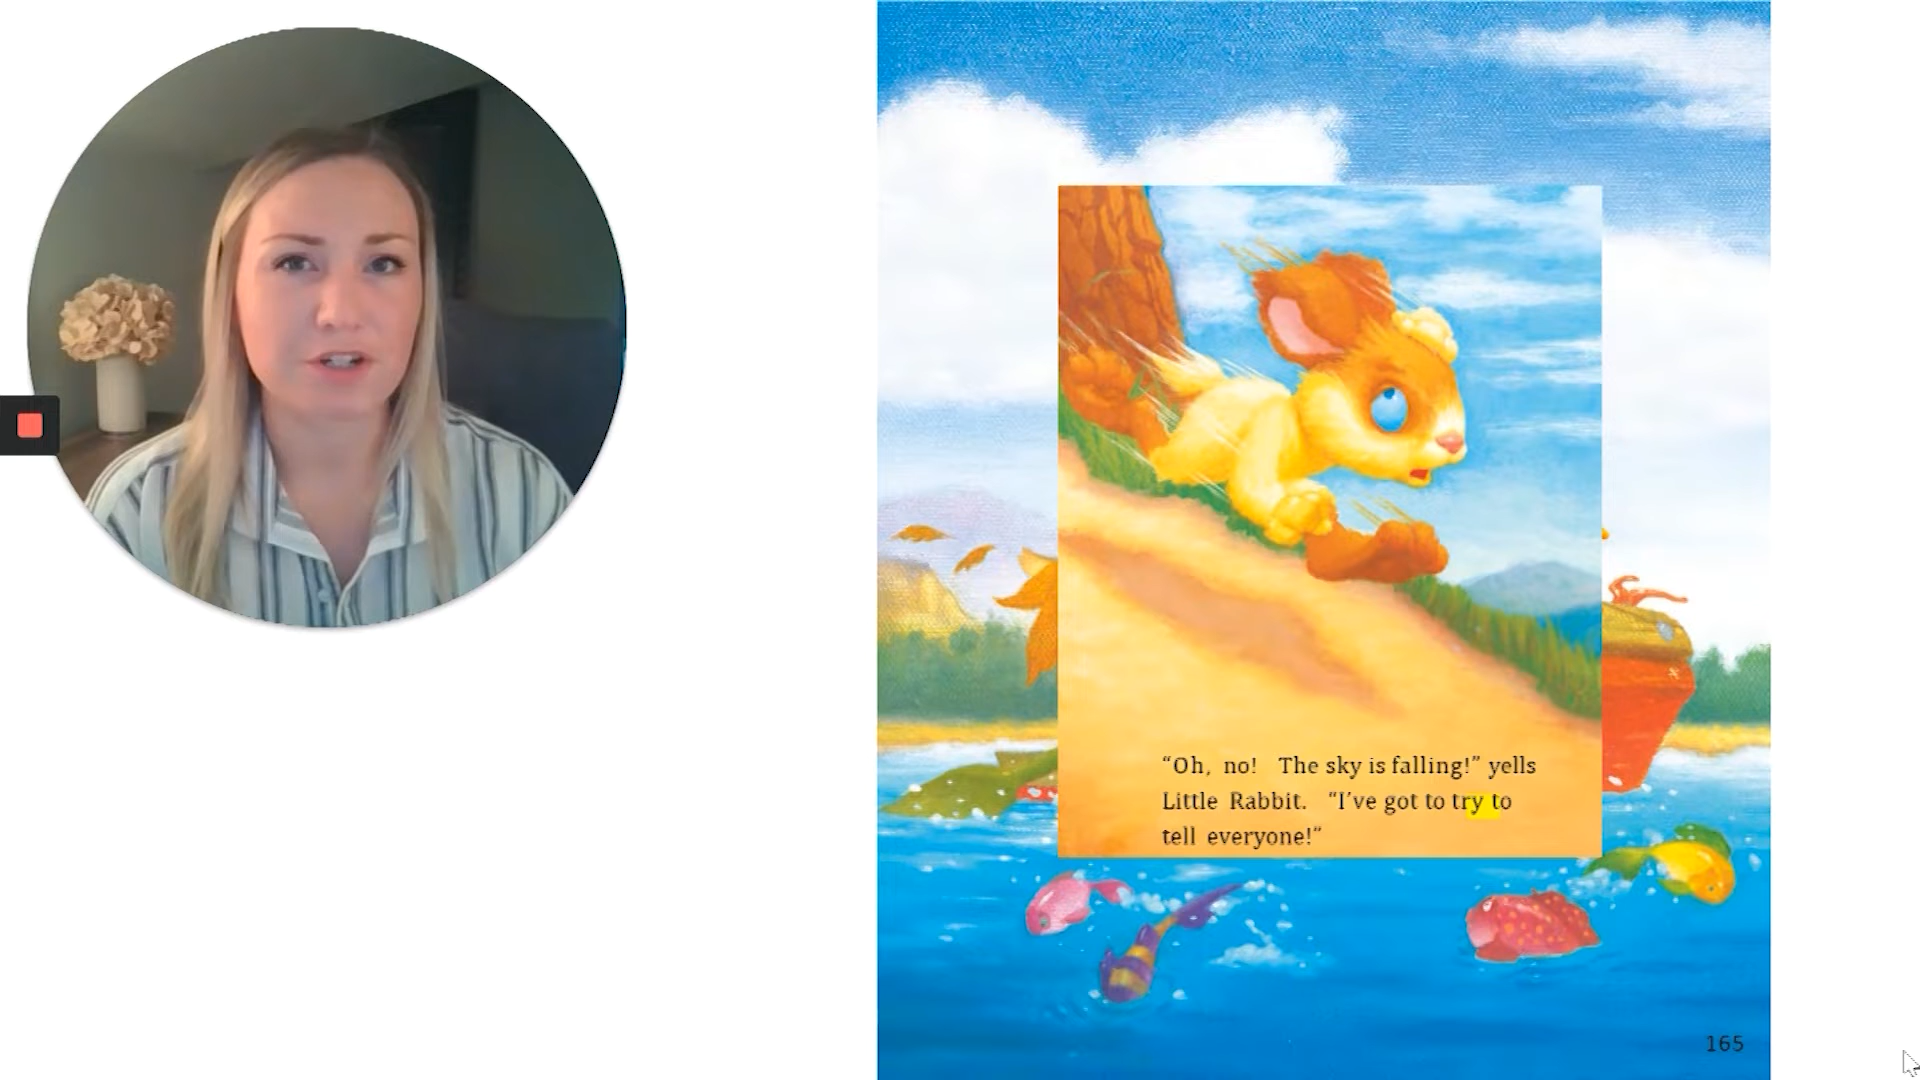 “Oh, no! The sky is falling!” yells
Little Rabbit. “I’ve got to try to
tell everyone!”
165